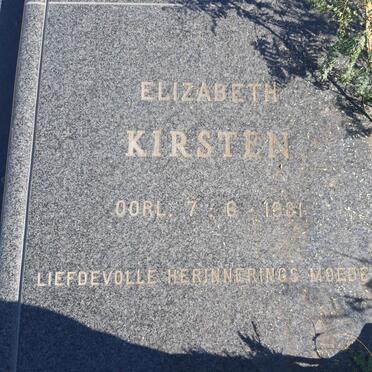 ELIZABETH
KIRSTEN
OORL. 7 - 6 - 1981
LIEFDEVOLLE HERINNERINGS MOEDE